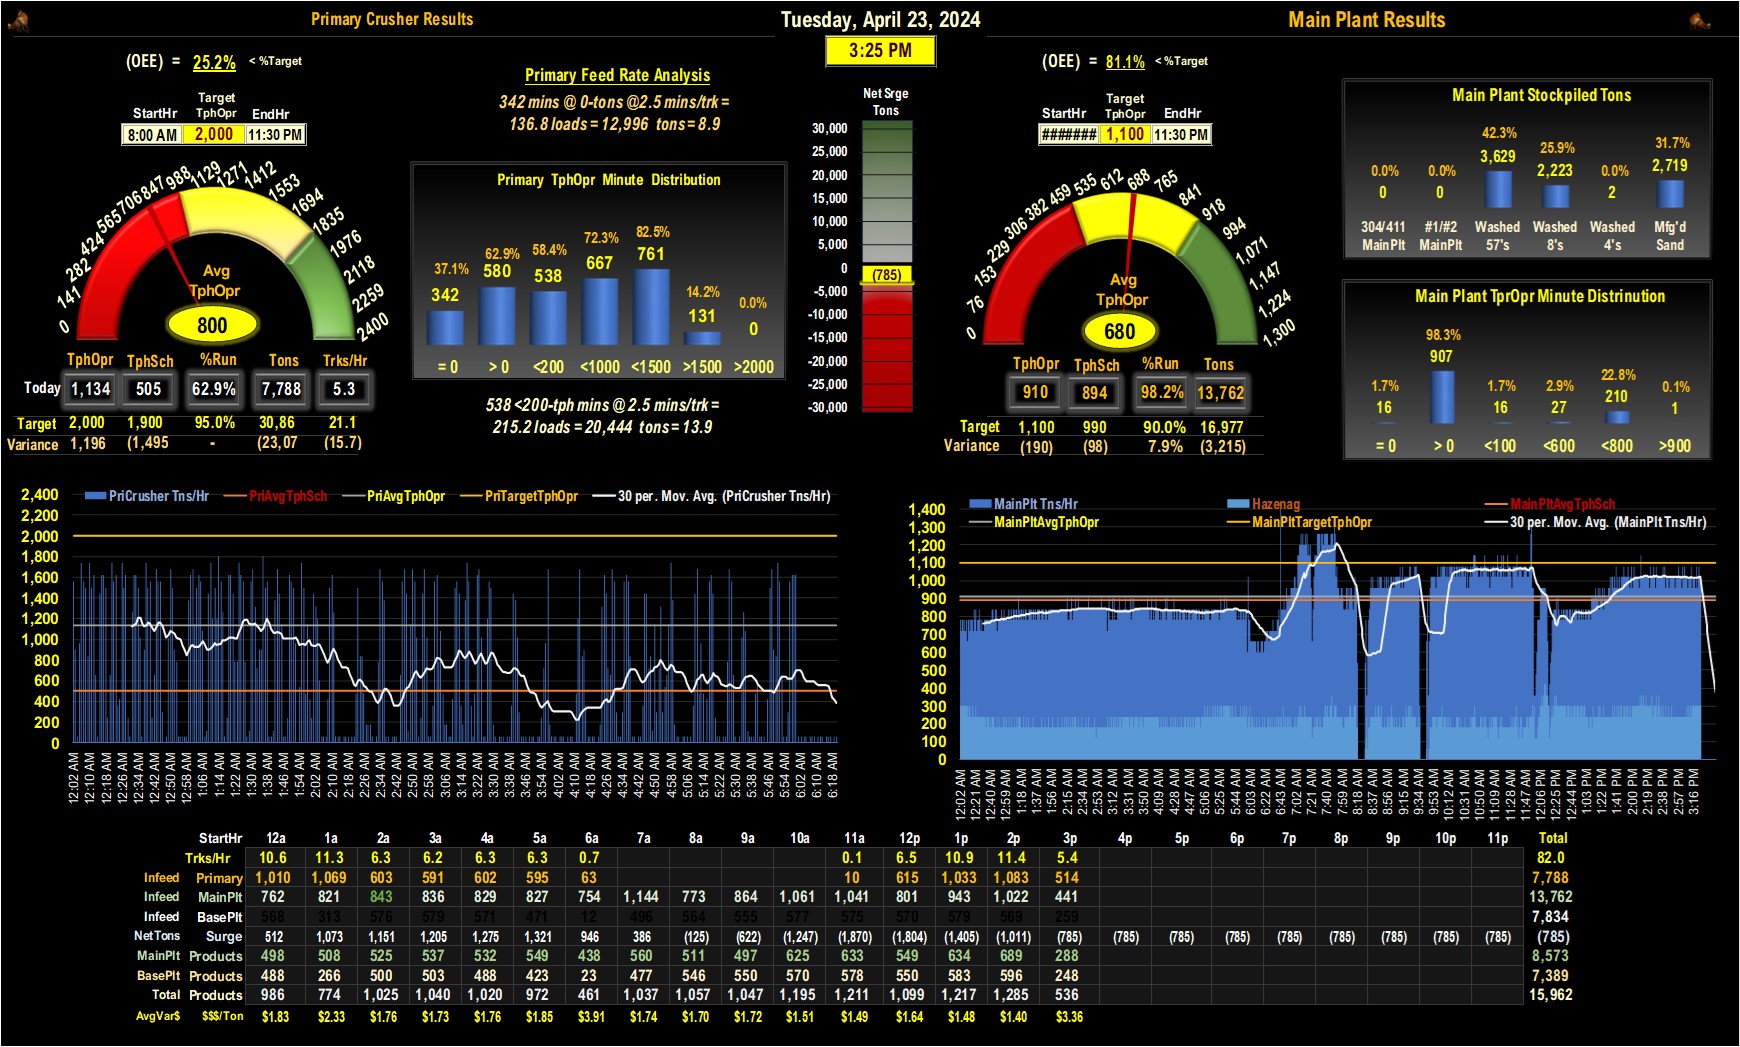 Primary Crusher Results
Tuesday, April 23, 2024
Main Plant Results
3:25 PM
(OEE) = 25.2% < %Target
Target
StartHr TphOpr EndHr
8:00 AM 2,000 11:30 PM
0 141 282 424 565 706 847 988 1129 1271 1412 1553 1694 1835 1976 2118 2259 2400
Avg
TphOpr
800
TphOpr TphSch %Run Tons Trks/Hr
Today 1,134 505 62.9% 7,788 5.3
Target 2,000 1,900 95.0% 30,86 21.1
Variance 1,196 (1,495 - (23,07 (15.7)
Primary Feed Rate Analysis
342 mins @ 0-tons @2.5 mins/trk =
136.8 loads = 12,996 tons = 8.9
Primary TphOpr Minute Distribution
37.1% 62.9% 58.4% 72.3% 82.5% 14.2% 0.0%
342 580 538 667 761 131 0
= 0 > 0 <200 <1000 <1500 >1500 >2000
538 <200-tph mins @ 2.5 mins/trk =
215.2 loads = 20,444 tons = 13.9
Net Srge
Tons
30,000
25,000
20,000
15,000
10,000
5,000
0
(785)
-5,000
-10,000
-15,000
-20,000
-25,000
-30,000
(OEE) = 81.1% < %Target
Target
StartHr TphOpr EndHr
####### 1,100 11:30 PM
0 76 153 229 306 382 459 535 612 688 765 841 918 994 1,071 1,147 1,224 1,300
Avg
TphOpr
680
TphOpr TphSch %Run Tons
910 894 98.2% 13,762
Target 1,100 990 90.0% 16,977
Variance (190) (98) 7.9% (3,215)
Main Plant Stockpiled Tons
0.0% 0.0% 42.3% 25.9% 0.0% 31.7%
0 0 3,629 2,223 2 2,719
304/411 #1/#2 Washed Washed Washed Mfg'd
MainPlt MainPlt 57's 8's 4's Sand
Main Plant TprOpr Minute Distrinution
1.7% 98.3% 1.7% 2.9% 22.8% 0.1%
16 907 16 27 210 1
= 0 > 0 <100 <600 <800 >900
PriCrusher Tns/Hr PriAvgTphSch PriAvgTphOpr PriTargetTphOpr 30 per. Mov. Avg. (PriCrusher Tns/Hr)
2,400
2,200
2,000
1,800
1,600
1,400
1,200
1,000
800
600
400
200
0
12:02 AM 12:10 AM 12:18 AM 12:26 AM 12:34 AM 12:42 AM 12:50 AM 12:58 AM 1:06 AM 1:14 AM 1:22 AM 1:30 AM 1:38 AM 1:46 AM 1:54 AM 2:02 AM 2:10 AM 2:18 AM 2:26 AM 2:34 AM 2:42 AM 2:50 AM 2:58 AM 3:06 AM 3:14 AM 3:22 AM 3:30 AM 3:38 AM 3:46 AM 3:54 AM 4:02 AM 4:10 AM 4:18 AM 4:26 AM 4:34 AM 4:42 AM 4:50 AM 4:58 AM 5:06 AM 5:14 AM 5:22 AM 5:30 AM 5:38 AM 5:46 AM 5:54 AM 6:02 AM 6:10 AM 6:18 AM
MainPlt Tns/Hr Hazenag MainPltAvgTphSch
MainPltAvgTphOpr MainPltTargetTphOpr 30 per. Mov. Avg. (MainPlt Tns/Hr)
1,400
1,300
1,200
1,100
1,000
900
800
700
600
500
400
300
200
100
0
12:02 AM 12:21 AM 12:40 AM 12:59 AM 1:18 AM 1:37 AM 1:56 AM 2:15 AM 2:34 AM 2:53 AM 3:12 AM 3:31 AM 3:50 AM 4:09 AM 4:28 AM 4:47 AM 5:06 AM 5:25 AM 5:44 AM 6:03 AM 6:22 AM 6:43 AM 7:02 AM 7:21 AM 7:40 AM 7:59 AM 8:18 AM 8:37 AM 8:56 AM 9:15 AM 9:34 AM 9:53 AM 10:12 AM 10:31 AM 10:50 AM 11:09 AM 11:28 AM 11:47 AM 12:06 PM 12:25 PM 12:44 PM 1:03 PM 1:22 PM 1:41 PM 2:00 PM 2:19 PM 2:38 PM 2:57 PM 3:16 PM
StartHr 12a 1a 2a 3a 4a 5a 6a 7a 8a 9a 10a 11a 12p 1p 2p 3p 4p 5p 6p 7p 8p 9p 10p 11p Total
Trks/Hr 10.6 11.3 6.3 6.2 6.3 6.3 0.7 0.1 6.5 10.9 11.4 5.4 82.0
Infeed Primary 1,010 1,069 603 591 602 595 63 10 615 1,033 1,083 514 7,788
Infeed MainPlt 762 821 843 836 829 827 754 1,144 773 864 1,061 1,041 801 943 1,022 441 13,762
Infeed BasePlt 568 313 576 579 571 471 12 496 564 555 577 575 570 579 569 259 7,834
NetTons Surge 512 1,073 1,151 1,205 1,275 1,321 946 386 (125) (622) (1,247) (1,870) (1,804) (1,405) (1,011) (785) (785) (785) (785) (785) (785) (785) (785) (785) (785)
MainPlt Products 498 508 525 537 532 549 438 560 511 497 625 633 549 634 689 288 8,573
BasePlt Products 488 266 500 503 488 423 23 477 546 550 570 578 550 583 596 248 7,389
Total Products 986 774 1,025 1,040 1,020 972 461 1,037 1,057 1,047 1,195 1,211 1,099 1,217 1,285 536 15,962
AvgVar$ $$$/Ton $1.83 $2.33 $1.76 $1.73 $1.76 $1.85 $3.91 $1.74 $1.70 $1.72 $1.51 $1.49 $1.64 $1.48 $1.40 $3.36